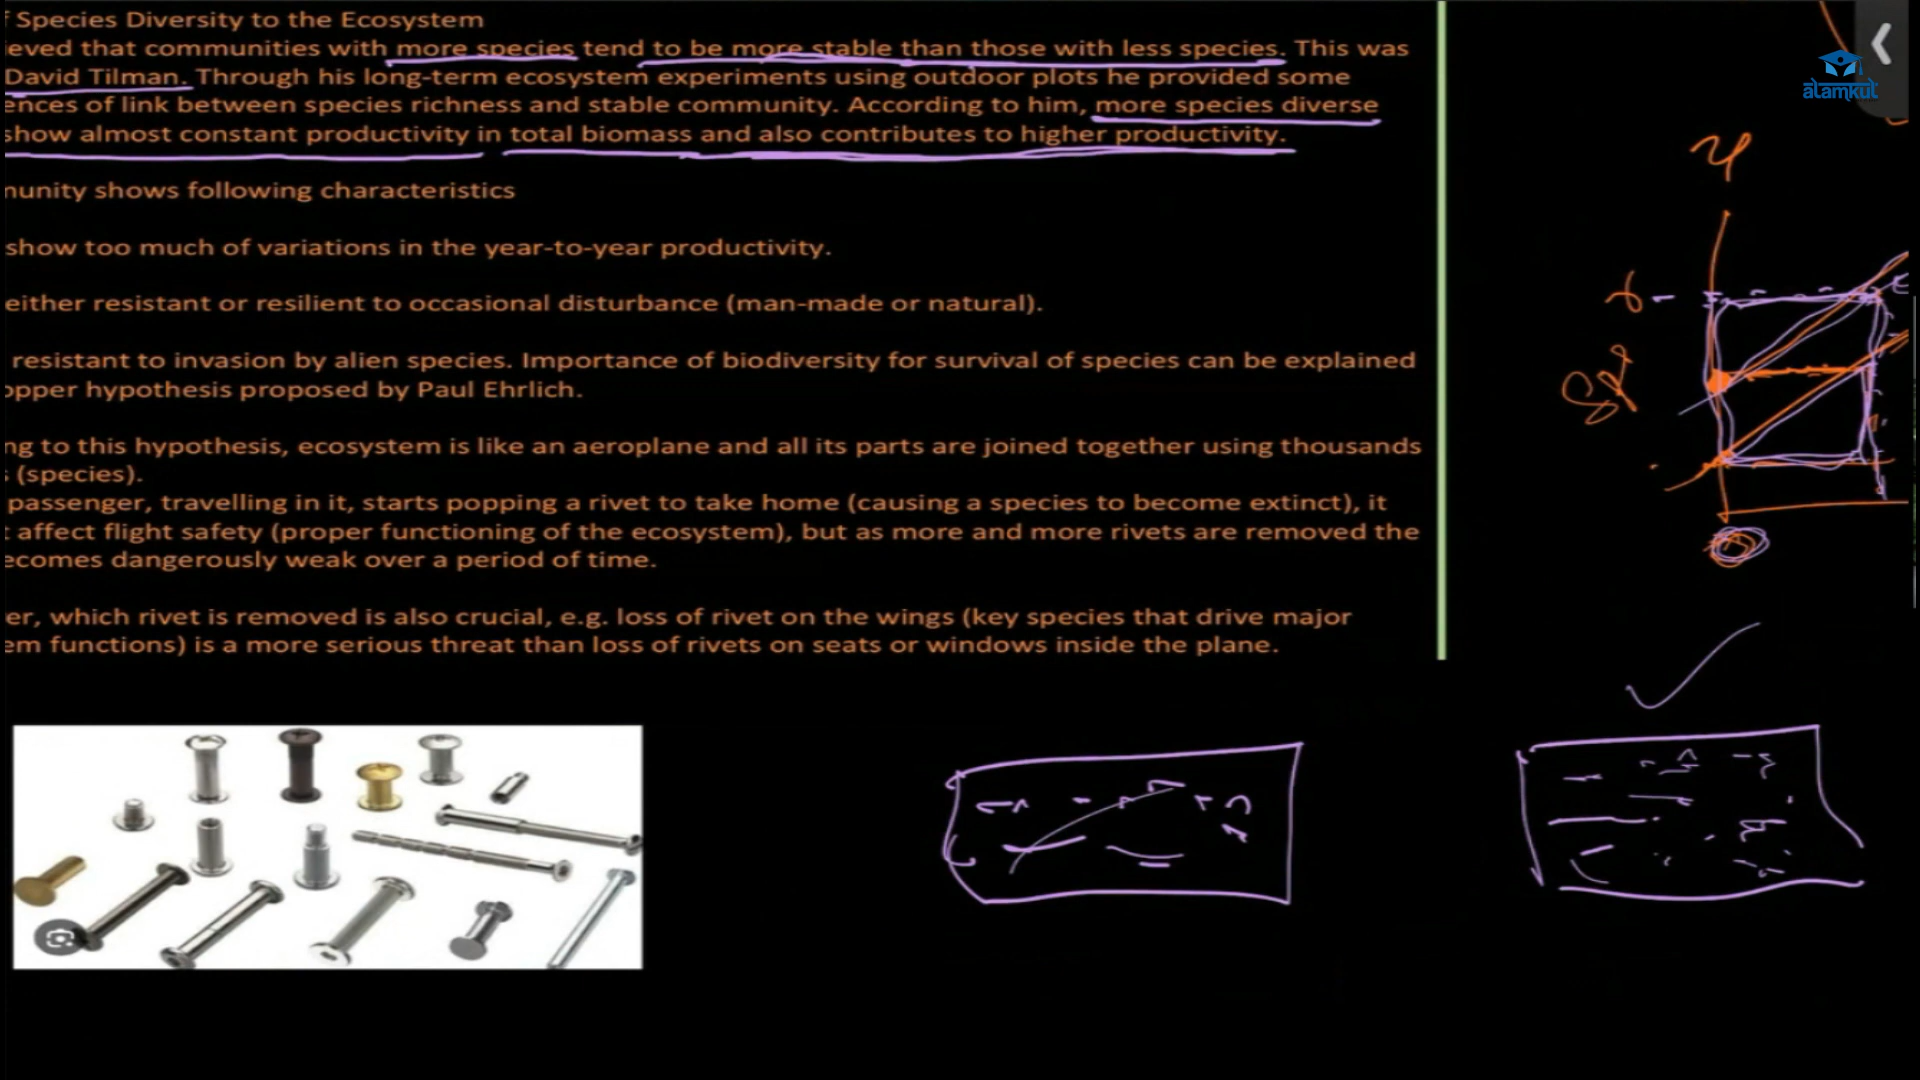 f Species Diversity to the Ecosystem
ieved that communities with more species tend to be more stable than those with less species. This was
David Tilman. Through his long-term ecosystem experiments using outdoor plots he provided some
ences of link between species richness and stable community. According to him, more species diverse
show almost constant productivity in total biomass and also contributes to higher productivity.
nunity shows following characteristics
show too much of variations in the year-to-year productivity.
either resistant or resilient to occasional disturbance (man-made or natural).
resistant to invasion by alien species. Importance of biodiversity for survival of species can be explained
opper hypothesis proposed by Paul Ehrlich.
ng to this hypothesis, ecosystem is like an aeroplane and all its parts are joined together using thousands
(species).
passenger, travelling in it, starts popping a rivet to take home (causing a species to become extinct), it
t affect flight safety (proper functioning of the ecosystem), but as more and more rivets are removed the
ecomes dangerously weak over a period of time.
er, which rivet is removed is also crucial, e.g. loss of rivet on the wings (key species that drive major
em functions) is a more serious threat than loss of rivets on seats or windows inside the plane.
alamkut